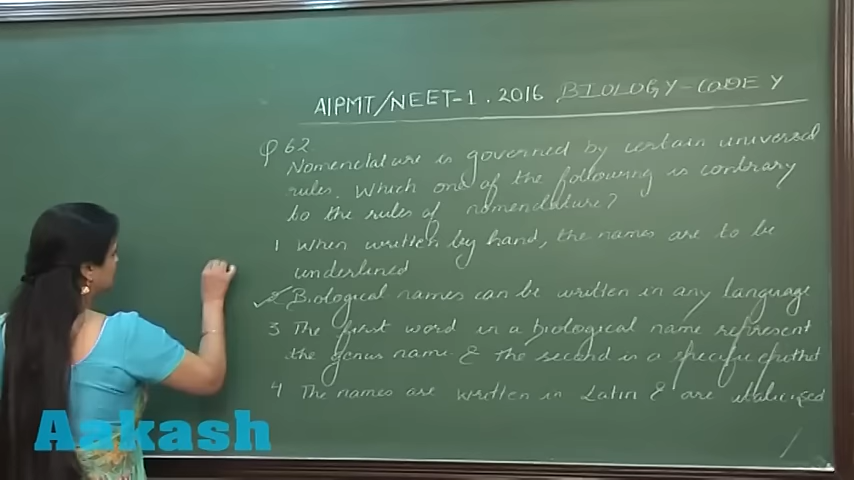 AIPMT/NEET-1. 2016 BIOLOGY-CODE Y
Q 62.
Nomenclature is governed by certain universal
rules. Which one of the following is contrary
to the rules of nomenclature?
1 When written by hand, the names are to be
underlined
2 Biological names can be written in any language
3 The first word in a biological name represent
the genus name & the second is a specific epithet
4 The names are written in Latin & are italicised
Aakash